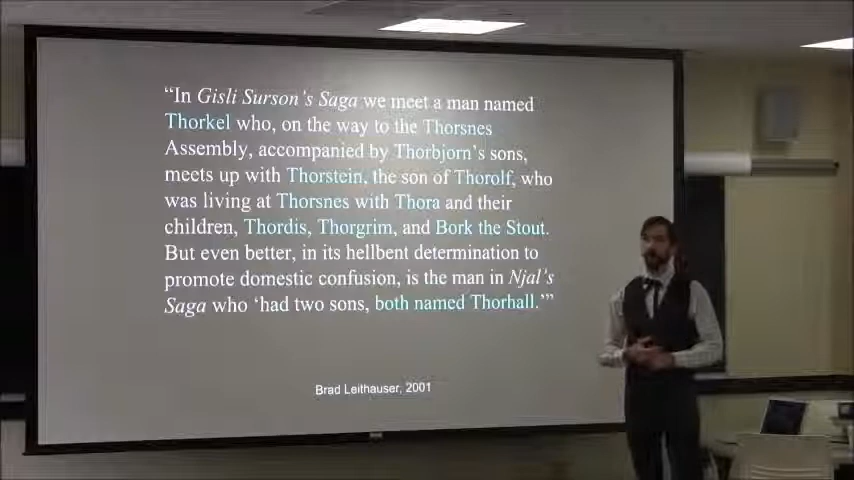 “In Gisli Surson’s Saga we meet a man named
Thorkel who, on the way to the Thorsnes
Assembly, accompanied by Thorbjorn’s sons,
meets up with Thorstein, the son of Thorolf, who
was living at Thorsnes with Thora and their
children, Thordis, Thorgrim, and Bork the Stout.
But even better, in its hellbent determination to
promote domestic confusion, is the man in Njal’s
Saga who ‘had two sons, both named Thorhall.’”
Brad Leithauser, 2001